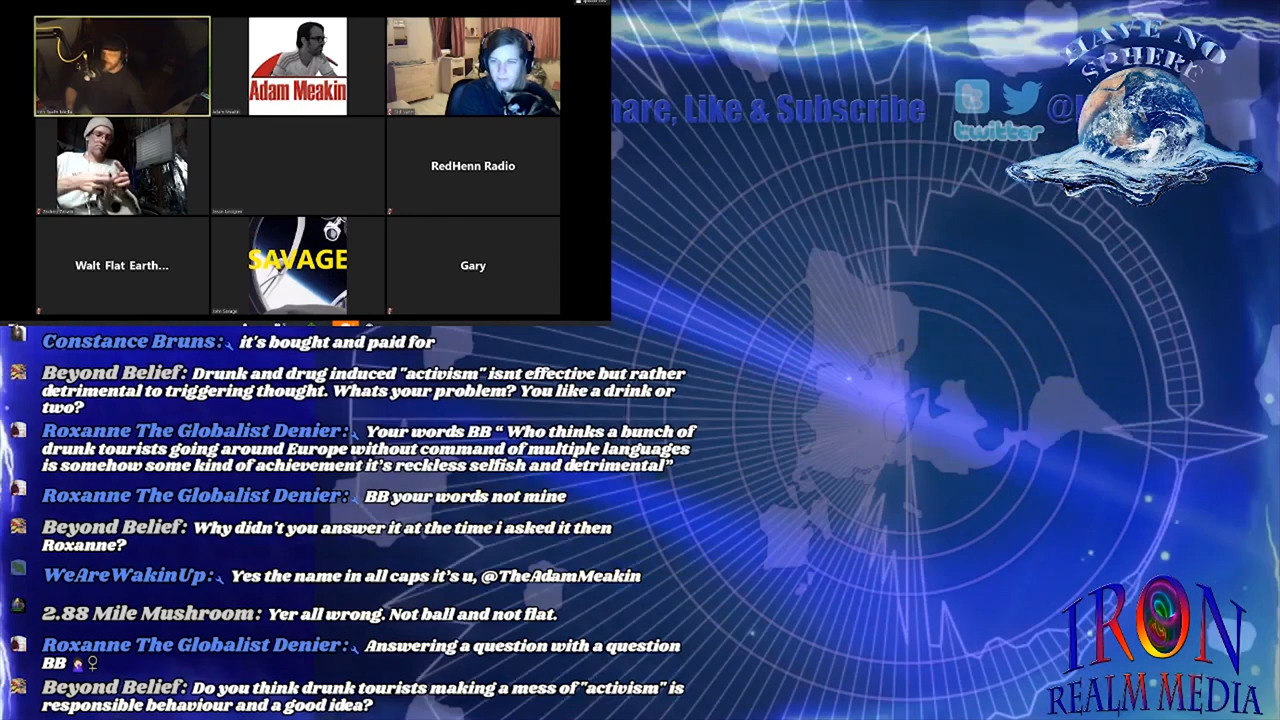 HAVE NO
SPHERE
hare, Like & Subscribe
twitter
@
Adam Meakin
RedHenn Radio
Walt Flat Earth...
SAVAGE
Gary
Constance Bruns: it's bought and paid for
Beyond Belief: Drunk and drug induced "activism" isnt effective but rather
detrimental to triggering thought. Whats your problem? You like a drink or
two?
Roxanne The Globalist Denier: Your words BB “ Who thinks a bunch of
drunk tourists going around Europe without command of multiple languages
is somehow some kind of achievement it’s reckless selfish and detrimental”
Roxanne The Globalist Denier: BB your words not mine
Beyond Belief: Why didn't you answer it at the time i asked it then
Roxanne?
WeAreWakinUp: Yes the name in all caps it’s u, @TheAdamMeakin
2.88 Mile Mushroom: Yer all wrong. Not ball and not flat.
Roxanne The Globalist Denier: Answering a question with a question
BB 🤦🏻‍♀
Beyond Belief: Do you think drunk tourists making a mess of "activism" is
responsible behaviour and a good idea?
IRON
REALM MEDIA